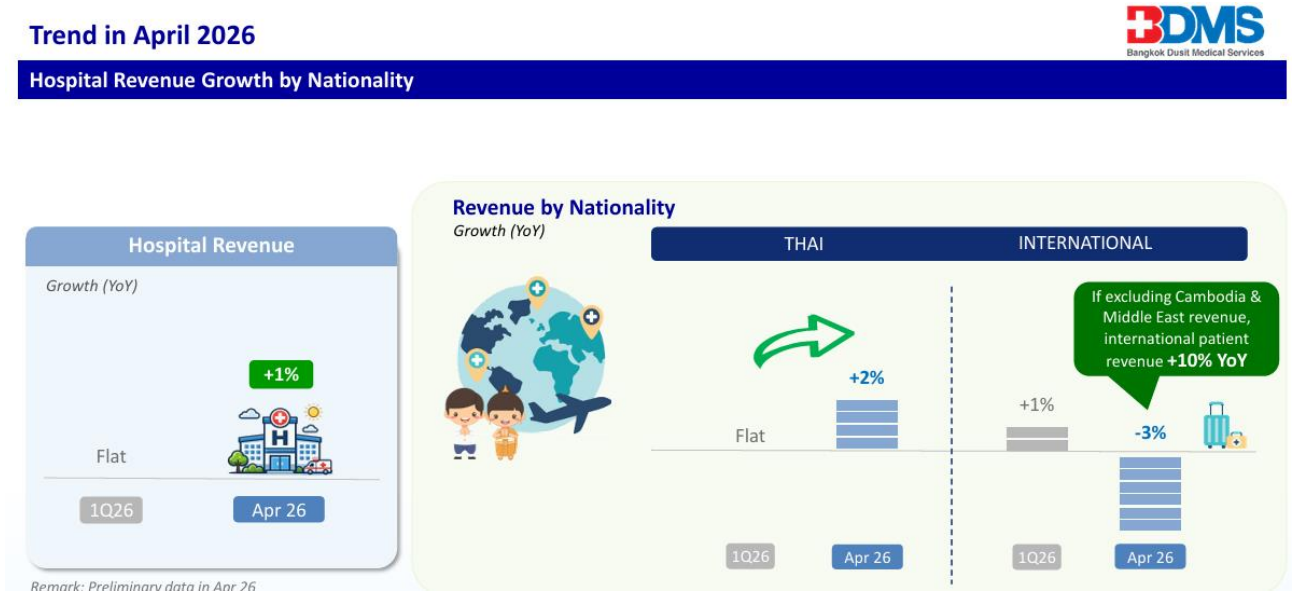 Trend in April 2026
BDMS
Bangkok Dusit Medical Services
Hospital Revenue Growth by Nationality
Hospital Revenue
Growth (YoY)
+1%
H
Flat
1Q26
Apr 26
Remark: Preliminary data in Apr 26
Revenue by Nationality
Growth (YoY)
THAI
INTERNATIONAL
If excluding Cambodia &
Middle East revenue,
international patient
revenue +10% YoY
+2%
Flat
+1%
-3%
1Q26
Apr 26
1Q26
Apr 26